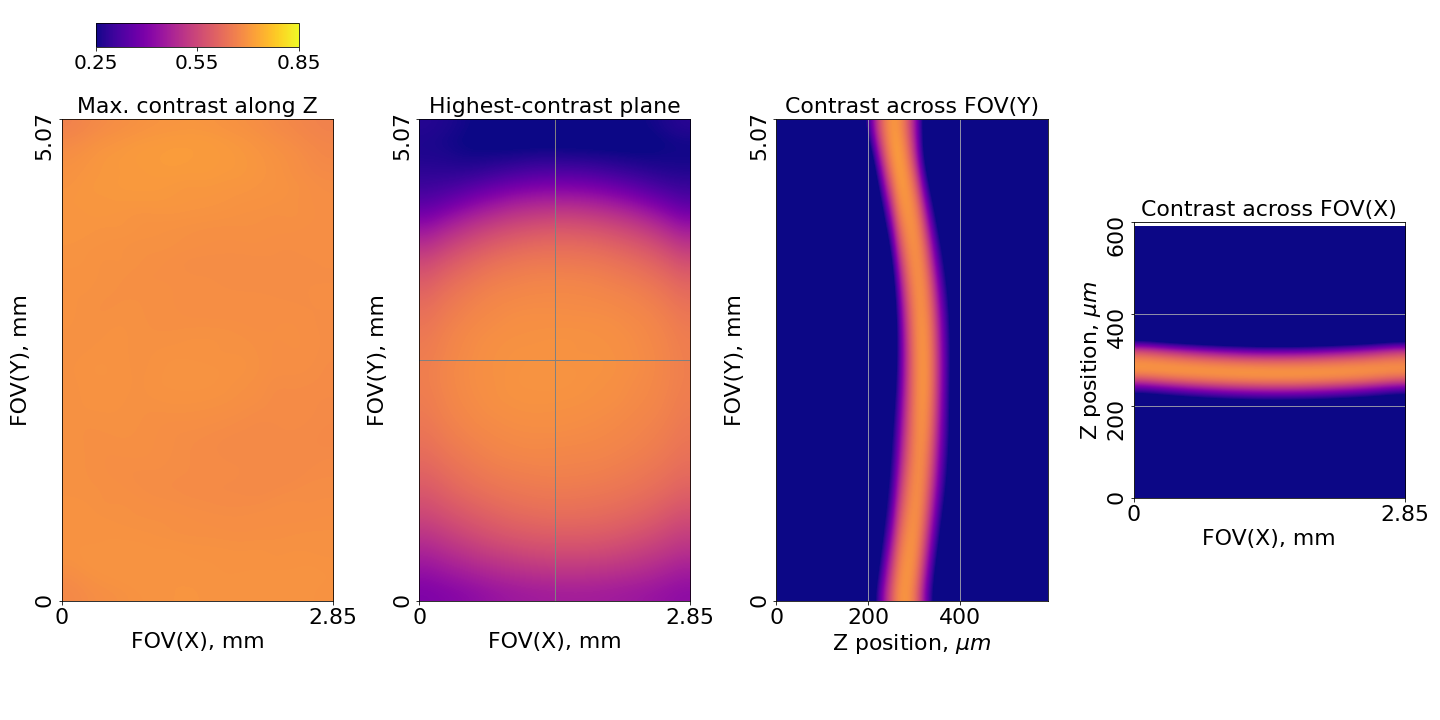 0.25 0.55 0.85
Max. contrast along Z
5.07
FOV(Y), mm
0
0 2.85
FOV(X), mm
Highest-contrast plane
5.07
FOV(Y), mm
0
0 2.85
FOV(X), mm
Contrast across FOV(Y)
5.07
FOV(Y), mm
0
0 200 400
Z position, μm
Contrast across FOV(X)
600
400
200
0
Z position, μm
0 2.85
FOV(X), mm